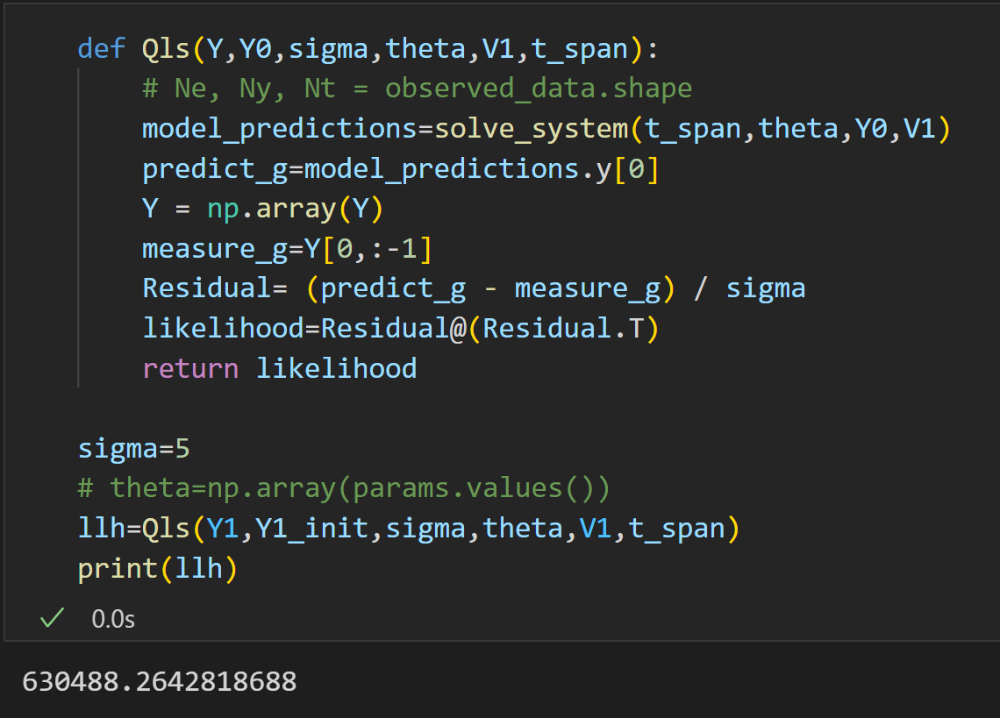 def Qls(Y,Y0,sigma,theta,V1,t_span):
# Ne, Ny, Nt = observed_data.shape
model_predictions=solve_system(t_span,theta,Y0,V1)
predict_g=model_predictions.y[0]
Y = np.array(Y)
measure_g=Y[0,:-1]
Residual= (predict_g - measure_g) / sigma
likelihood=Residual@(Residual.T)
return likelihood
sigma=5
# theta=np.array(params.values())
llh=Qls(Y1,Y1_init,sigma,theta,V1,t_span)
print(llh)
0.0s
630488.2642818688